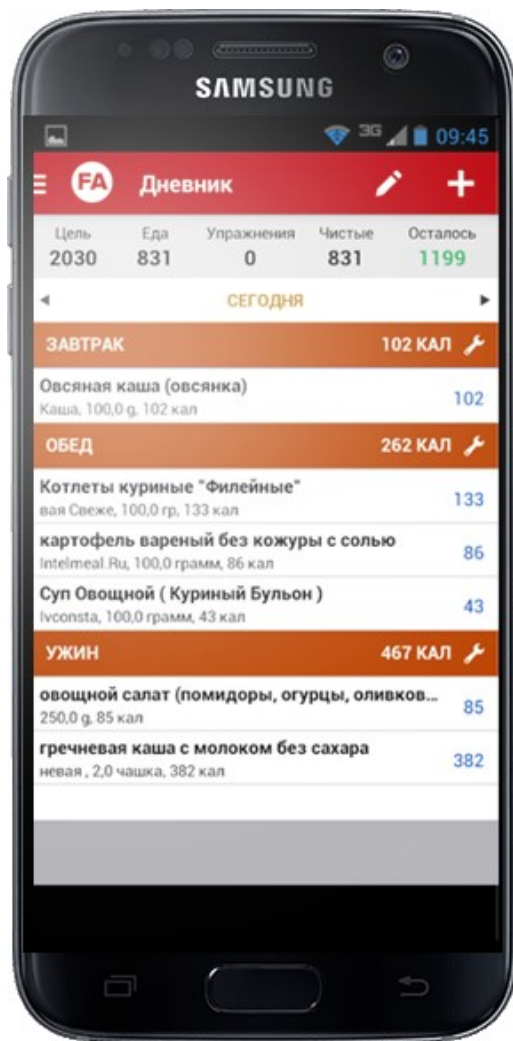 SAMSUNG
3G 09:45
FA Дневник
Цель Еда Упражнения Чистые Осталось
2030 831 0 831 1199
СЕГОДНЯ
ЗАВТРАК 102 КАЛ
Овсяная каша (овсянка) 102
Каша, 100,0 g, 102 кал
ОБЕД 262 КАЛ
Котлеты куриные "Филейные" 133
вая Свеже, 100,0 гр, 133 кал
картофель вареный без кожуры с солью 86
Intelmeal.Ru, 100,0 грамм, 86 кал
Суп Овощной ( Куриный Бульон ) 43
Ivconsta, 100,0 грамм, 43 кал
УЖИН 467 КАЛ
овощной салат (помидоры, огурцы, оливков... 85
250,0 g, 85 кал
гречневая каша с молоком без сахара 382
невая , 2,0 чашка, 382 кал